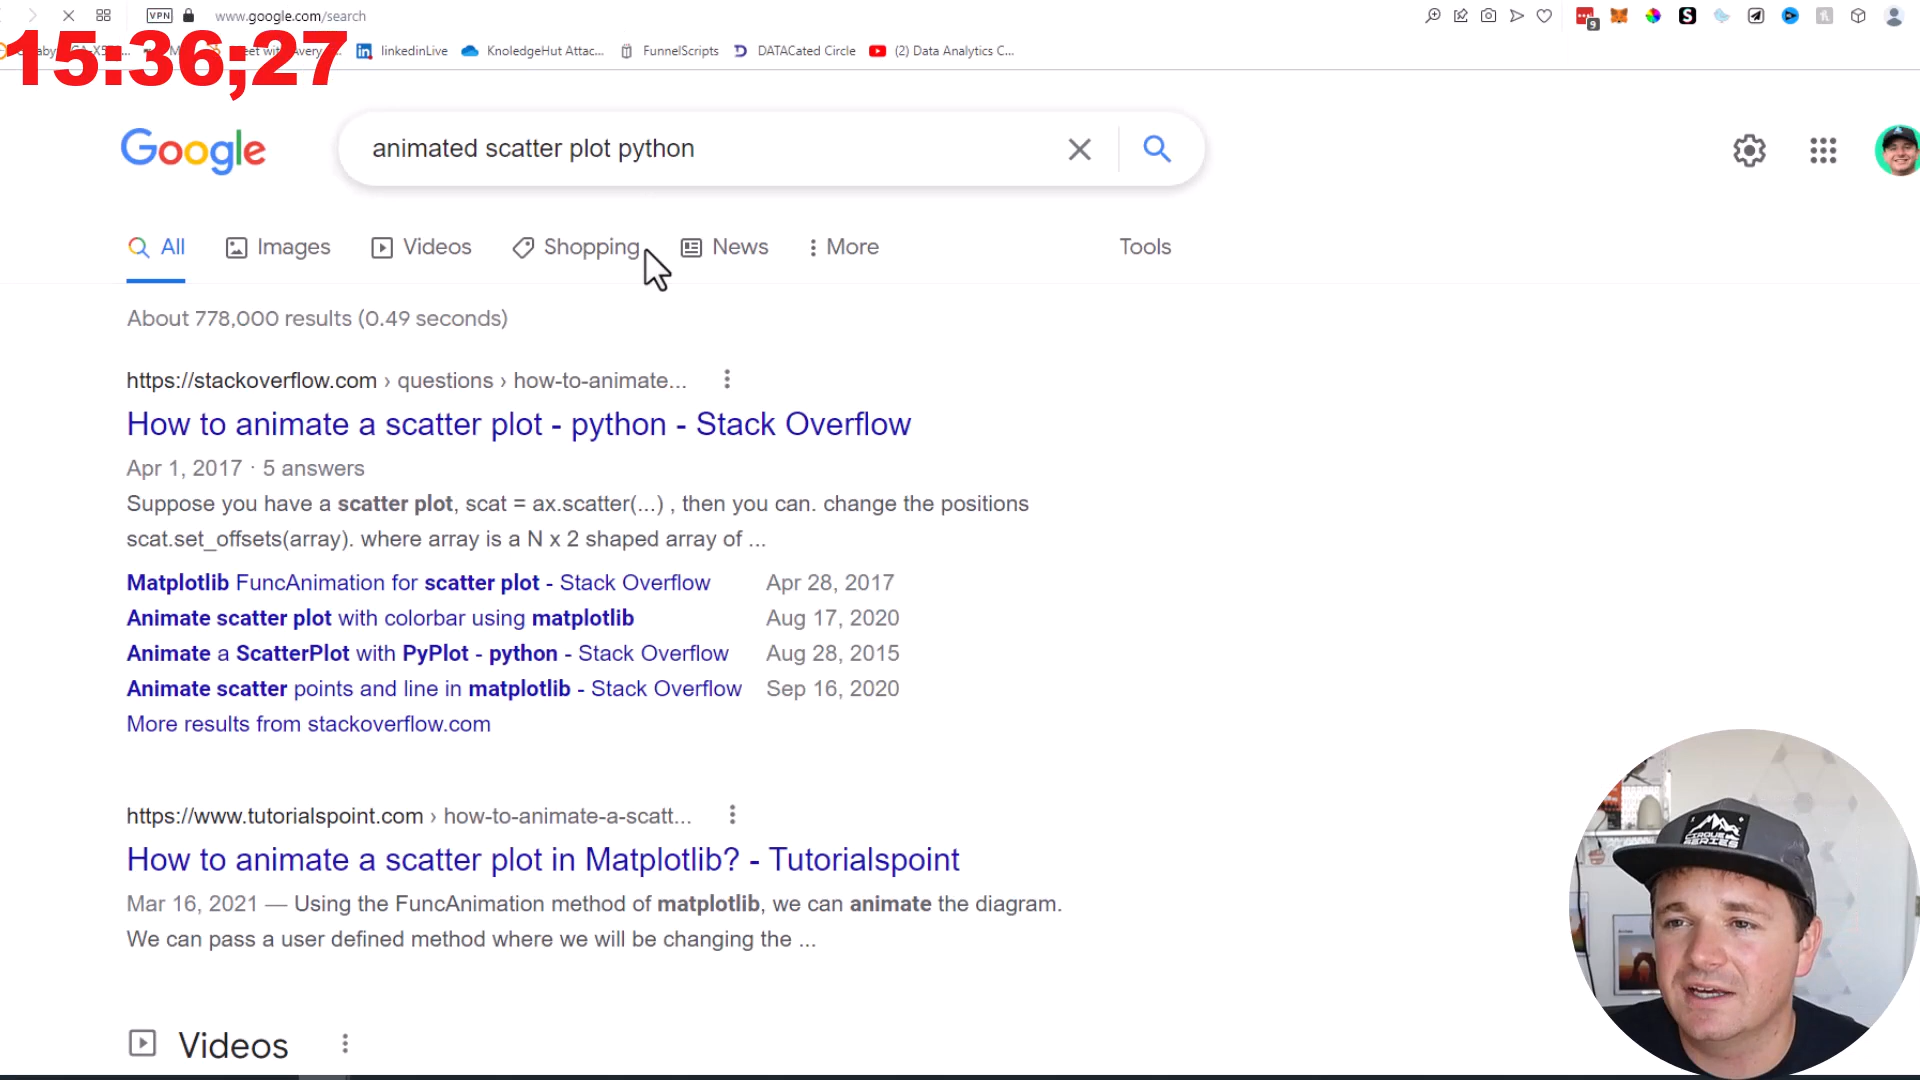 VPN www.google.com/search
9
15:36;27
eet with Avery
linkedinLive
KnoledgeHut Attac...
FunnelScripts
DATACated Circle
(2) Data Analytics C...
Google
animated scatter plot python
All Images Videos Shopping News More Tools
About 778,000 results (0.49 seconds)
https://stackoverflow.com › questions › how-to-animate...
How to animate a scatter plot - python - Stack Overflow
Apr 1, 2017 · 5 answers
Suppose you have a scatter plot, scat = ax.scatter(...) , then you can. change the positions
scat.set_offsets(array). where array is a N x 2 shaped array of ...
Matplotlib FuncAnimation for scatter plot - Stack Overflow Apr 28, 2017
Animate scatter plot with colorbar using matplotlib Aug 17, 2020
Animate a ScatterPlot with PyPlot - python - Stack Overflow Aug 28, 2015
Animate scatter points and line in matplotlib - Stack Overflow Sep 16, 2020
More results from stackoverflow.com
https://www.tutorialspoint.com › how-to-animate-a-scatt...
How to animate a scatter plot in Matplotlib? - Tutorialspoint
Mar 16, 2021 — Using the FuncAnimation method of matplotlib, we can animate the diagram.
We can pass a user defined method where we will be changing the ...
Videos
CIRQUE
SERIES